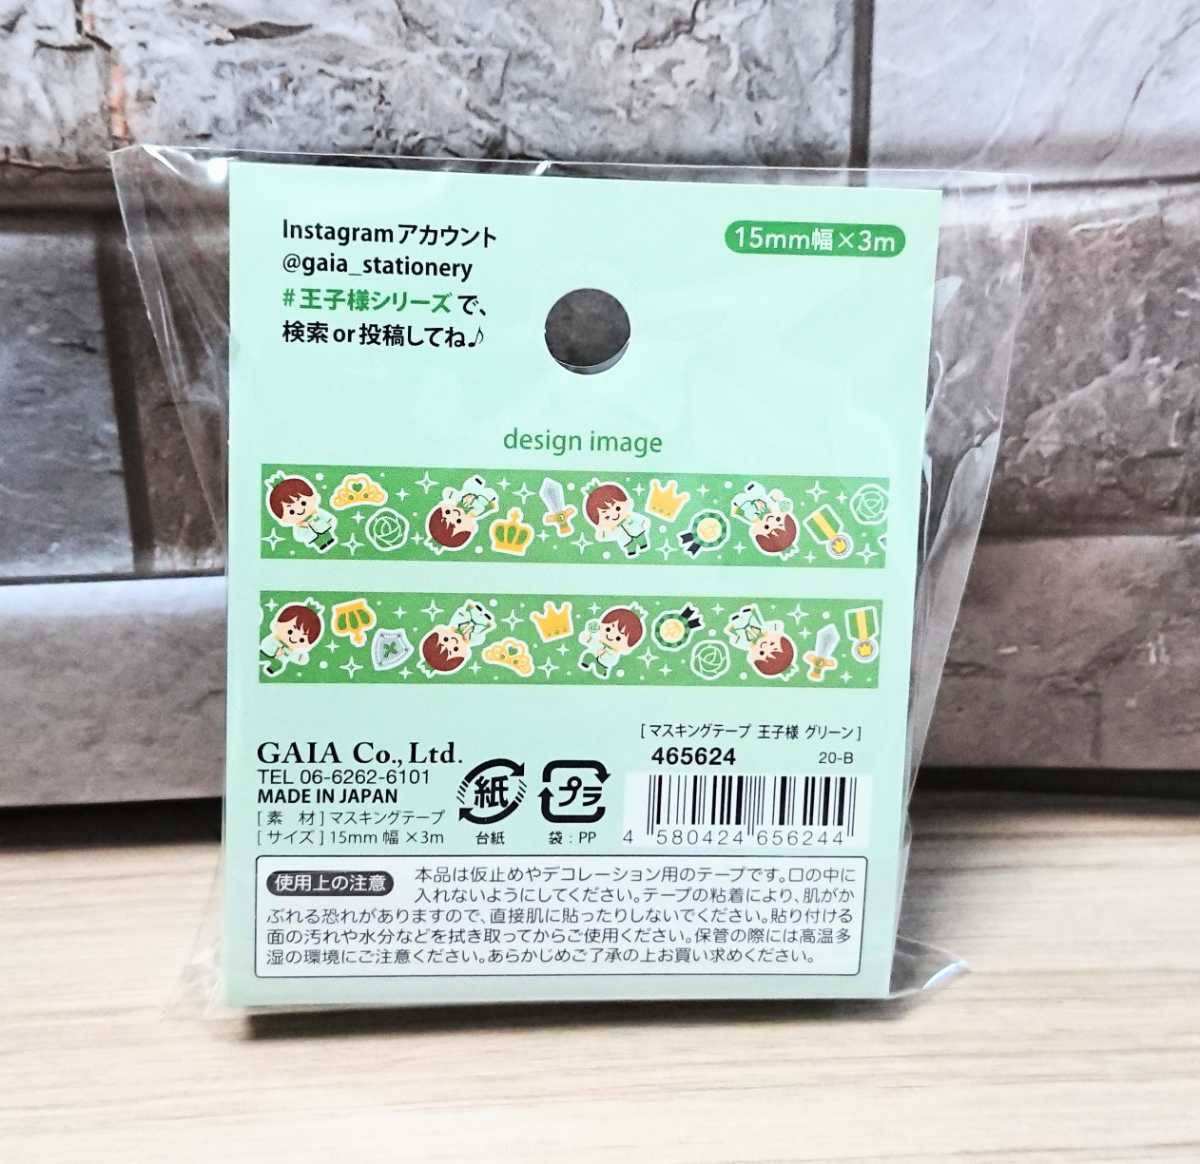 Instagramアカウント
@gaia_stationery
#王子様シリーズで、
検索or投稿してね♪
15mm幅×3m
design image
[マスキングテープ 王子様 グリーン]
465624 20-B
GAIA Co.,Ltd.
TEL 06-6262-6101
MADE IN JAPAN
[素　材]マスキングテープ
[サイズ]15mm幅×3m
紙
台紙
プラ
袋:PP
4 580424 656244
使用上の注意
本品は仮止めやデコレーション用のテープです。口の中に
入れないようにしてください。テープの粘着により、肌がか
ぶれる恐れがありますので、直接肌に貼ったりしないでください。貼り付ける
面の汚れや水分などを拭き取ってからご使用ください。保管の際には高温多
湿の環境にご注意ください。あらかじめご了承の上お買い求めください。